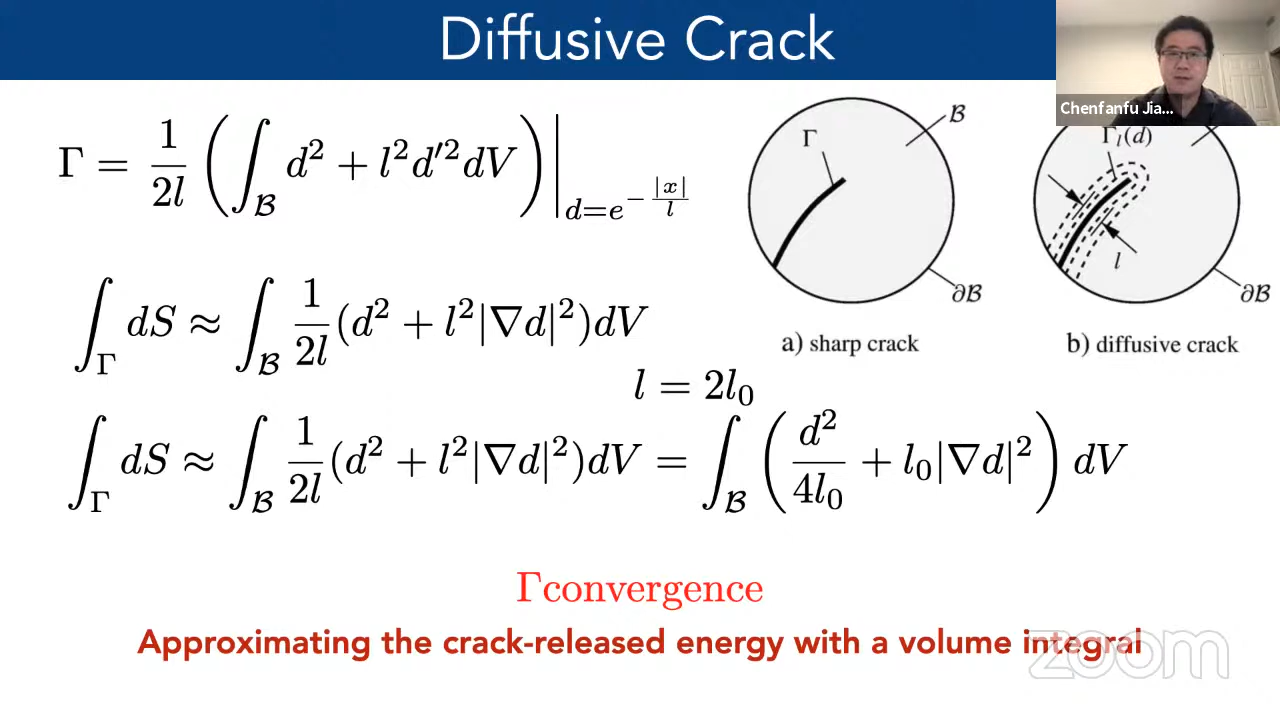 Diffusive Crack
Chenfanfu Jia...
Γ = 1/2l (∫_ℬ d² + l²d′²dV)|_{d=e^{−|x|/l}}
Γ
ℬ
∂ℬ
a) sharp crack
Γ_l(d)
l
∂ℬ
b) diffusive crack
∫_Γ dS ≈ ∫_ℬ 1/2l (d² + l²|∇d|²)dV
l = 2l₀
∫_Γ dS ≈ ∫_ℬ 1/2l (d² + l²|∇d|²)dV = ∫_ℬ (d²/4l₀ + l₀|∇d|²) dV
Γconvergence
Approximating the crack-released energy with a volume integral
zoom